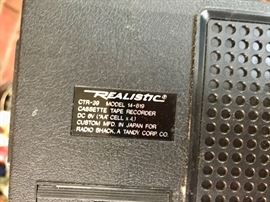 REALISTIC®
CTR-39 MODEL 14-819
CASSETTE TAPE RECORDER
DC 6V ("AA" CELL x 4)
CUSTOM MFD. IN JAPAN FOR
RADIO SHACK, A TANDY CORP. CO.